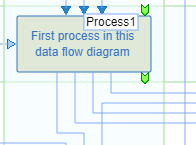 Process1
First process in this
data flow diagram